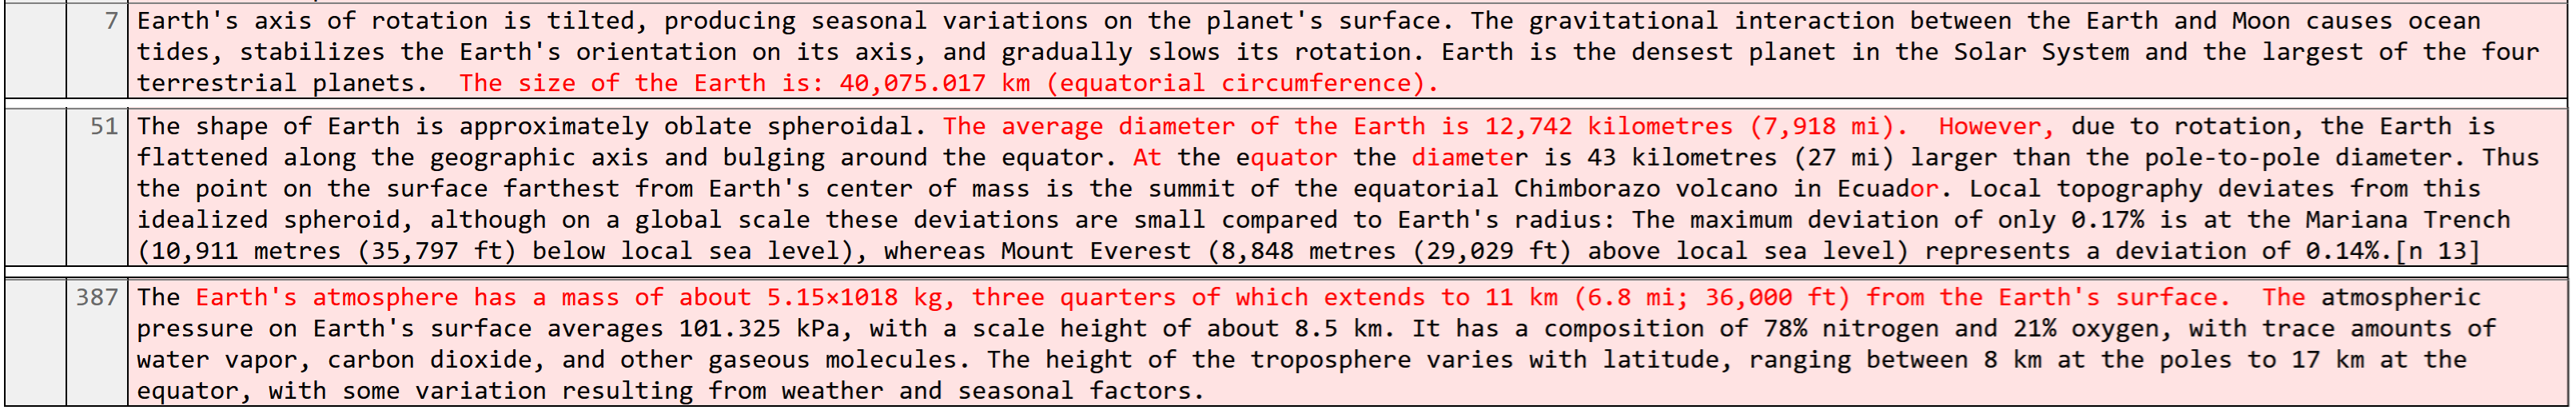 7 Earth's axis of rotation is tilted, producing seasonal variations on the planet's surface. The gravitational interaction between the Earth and Moon causes ocean
tides, stabilizes the Earth's orientation on its axis, and gradually slows its rotation. Earth is the densest planet in the Solar System and the largest of the four
terrestrial planets.  The size of the Earth is: 40,075.017 km (equatorial circumference).
51 The shape of Earth is approximately oblate spheroidal. The average diameter of the Earth is 12,742 kilometres (7,918 mi).  However, due to rotation, the Earth is
flattened along the geographic axis and bulging around the equator. At the equator the diameter is 43 kilometres (27 mi) larger than the pole-to-pole diameter. Thus
the point on the surface farthest from Earth's center of mass is the summit of the equatorial Chimborazo volcano in Ecuador. Local topography deviates from this
idealized spheroid, although on a global scale these deviations are small compared to Earth's radius: The maximum deviation of only 0.17% is at the Mariana Trench
(10,911 metres (35,797 ft) below local sea level), whereas Mount Everest (8,848 metres (29,029 ft) above local sea level) represents a deviation of 0.14%.[n 13]
387 The Earth's atmosphere has a mass of about 5.15×1018 kg, three quarters of which extends to 11 km (6.8 mi; 36,000 ft) from the Earth's surface.  The atmospheric
pressure on Earth's surface averages 101.325 kPa, with a scale height of about 8.5 km. It has a composition of 78% nitrogen and 21% oxygen, with trace amounts of
water vapor, carbon dioxide, and other gaseous molecules. The height of the troposphere varies with latitude, ranging between 8 km at the poles to 17 km at the
equator, with some variation resulting from weather and seasonal factors.